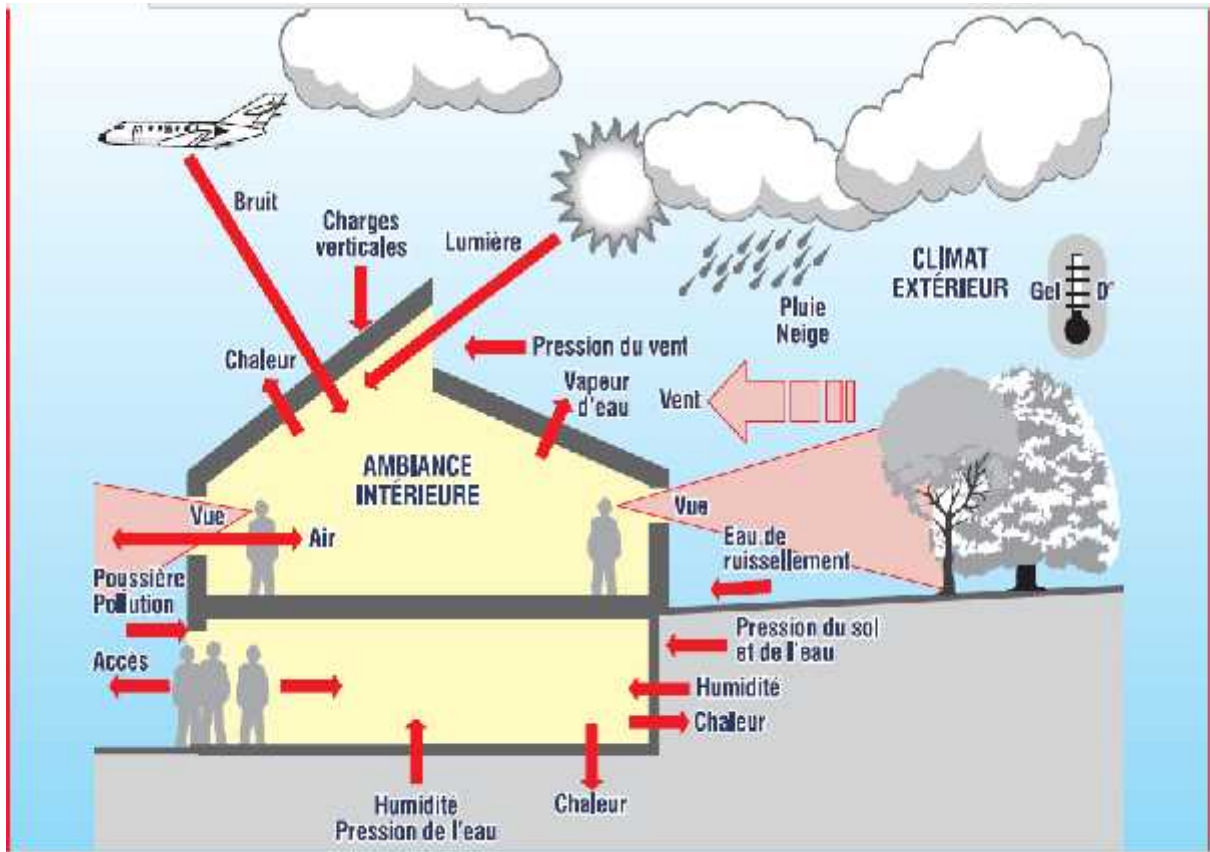 Bruit
Charges
verticales
Lumière
CLIMAT
EXTÉRIEUR
Gel
D°
Pluie
Neige
Chaleur
Pression du vent
Vapeur
d'eau
Vent
AMBIANCE
INTÉRIEURE
Vue
Air
Vue
Eau de
ruissellement
Poussière
Pollution
Pression du sol
et de l'eau
Accès
Humidité
Chaleur
Humidité
Pression de l'eau
Chaleur